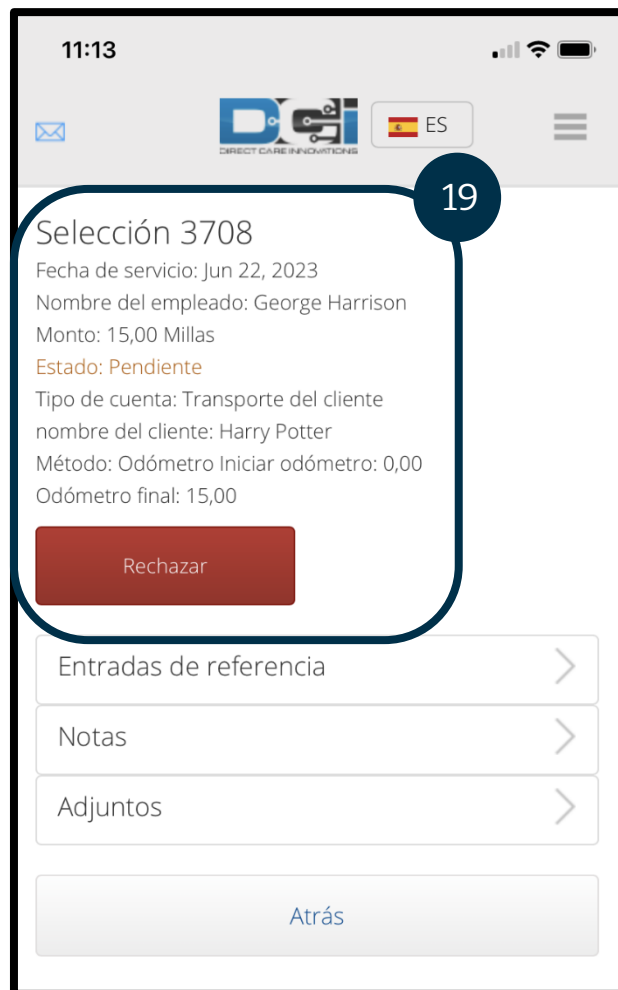 11:13
DCI
DIRECT CARE INNOVATIONS
ES
19
Selección 3708
Fecha de servicio: Jun 22, 2023
Nombre del empleado: George Harrison
Monto: 15,00 Millas
Estado: Pendiente
Tipo de cuenta: Transporte del cliente
nombre del cliente: Harry Potter
Método: Odómetro Iniciar odómetro: 0,00
Odómetro final: 15,00
Rechazar
Entradas de referencia
Notas
Adjuntos
Atrás